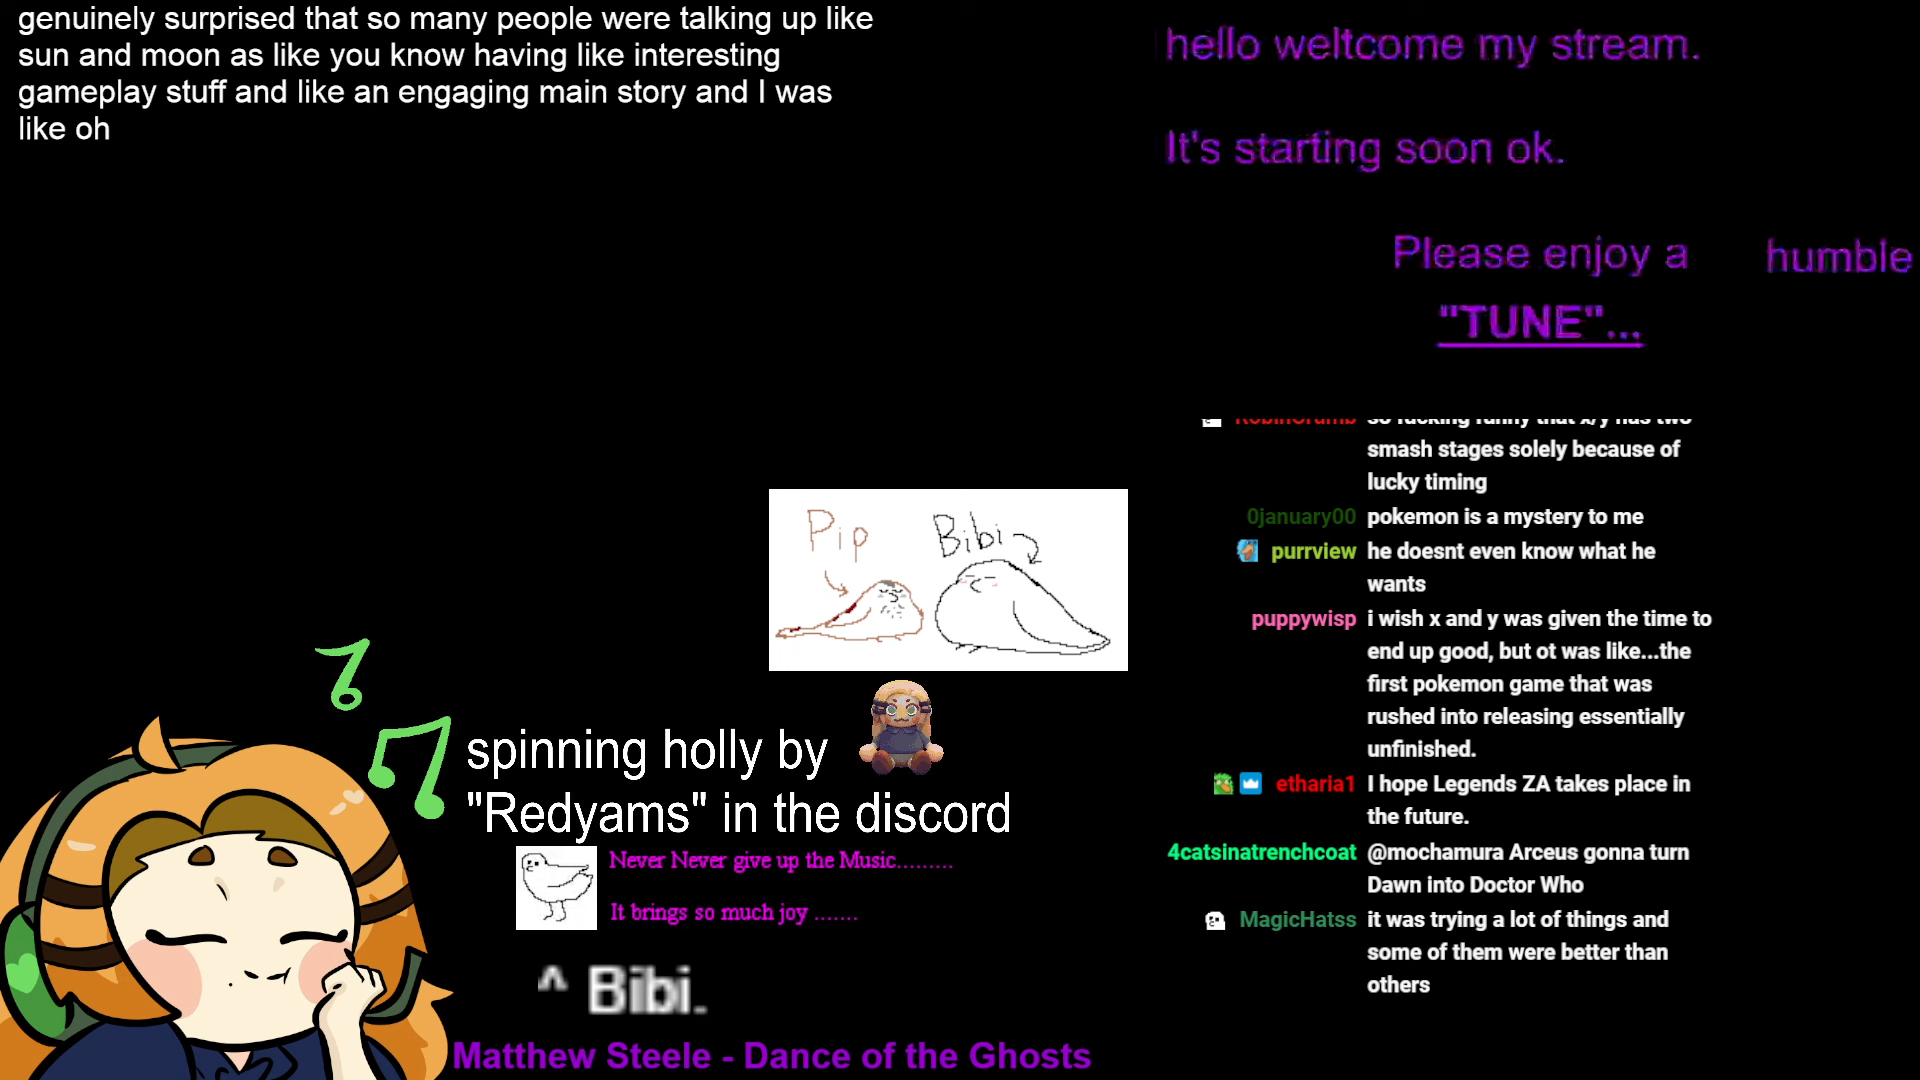 genuinely surprised that so many people were talking up like
sun and moon as like you know having like interesting
gameplay stuff and like an engaging main story and I was
like oh
hello weltcome my stream.
It's starting soon ok.
Please enjoy a humble
"TUNE"...
RobinCrumb so fucking funny that x/y has two
smash stages solely because of
lucky timing
0january00 pokemon is a mystery to me
purrview he doesnt even know what he
wants
puppywisp i wish x and y was given the time to
end up good, but ot was like...the
first pokemon game that was
rushed into releasing essentially
unfinished.
etharia1 I hope Legends ZA takes place in
the future.
4catsinatrenchcoat @mochamura Arceus gonna turn
Dawn into Doctor Who
MagicHatss it was trying a lot of things and
some of them were better than
others
Pip Bibi
spinning holly by
"Redyams" in the discord
Never Never give up the Music.........
It brings so much joy .......
^ Bibi.
Matthew Steele - Dance of the Ghosts